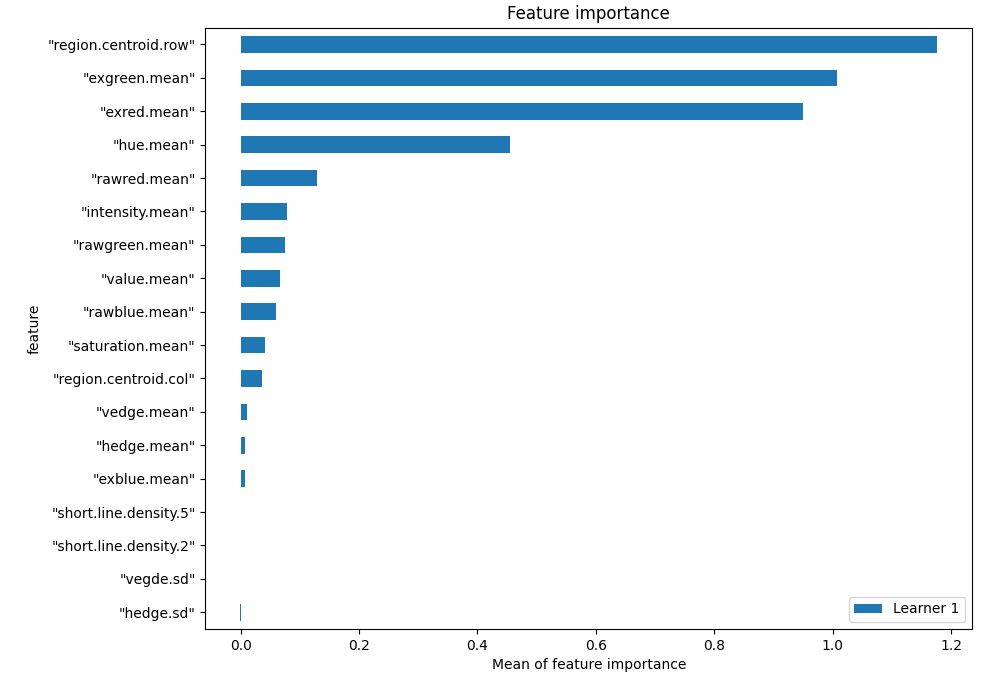 Feature importance
"region.centroid.row"
"exgreen.mean"
"exred.mean"
"hue.mean"
"rawred.mean"
"intensity.mean"
"rawgreen.mean"
"value.mean"
"rawblue.mean"
"saturation.mean"
"region.centroid.col"
"vedge.mean"
"hedge.mean"
"exblue.mean"
"short.line.density.5"
"short.line.density.2"
"vegde.sd"
"hedge.sd"
feature
Learner 1
0.0 0.2 0.4 0.6 0.8 1.0 1.2
Mean of feature importance